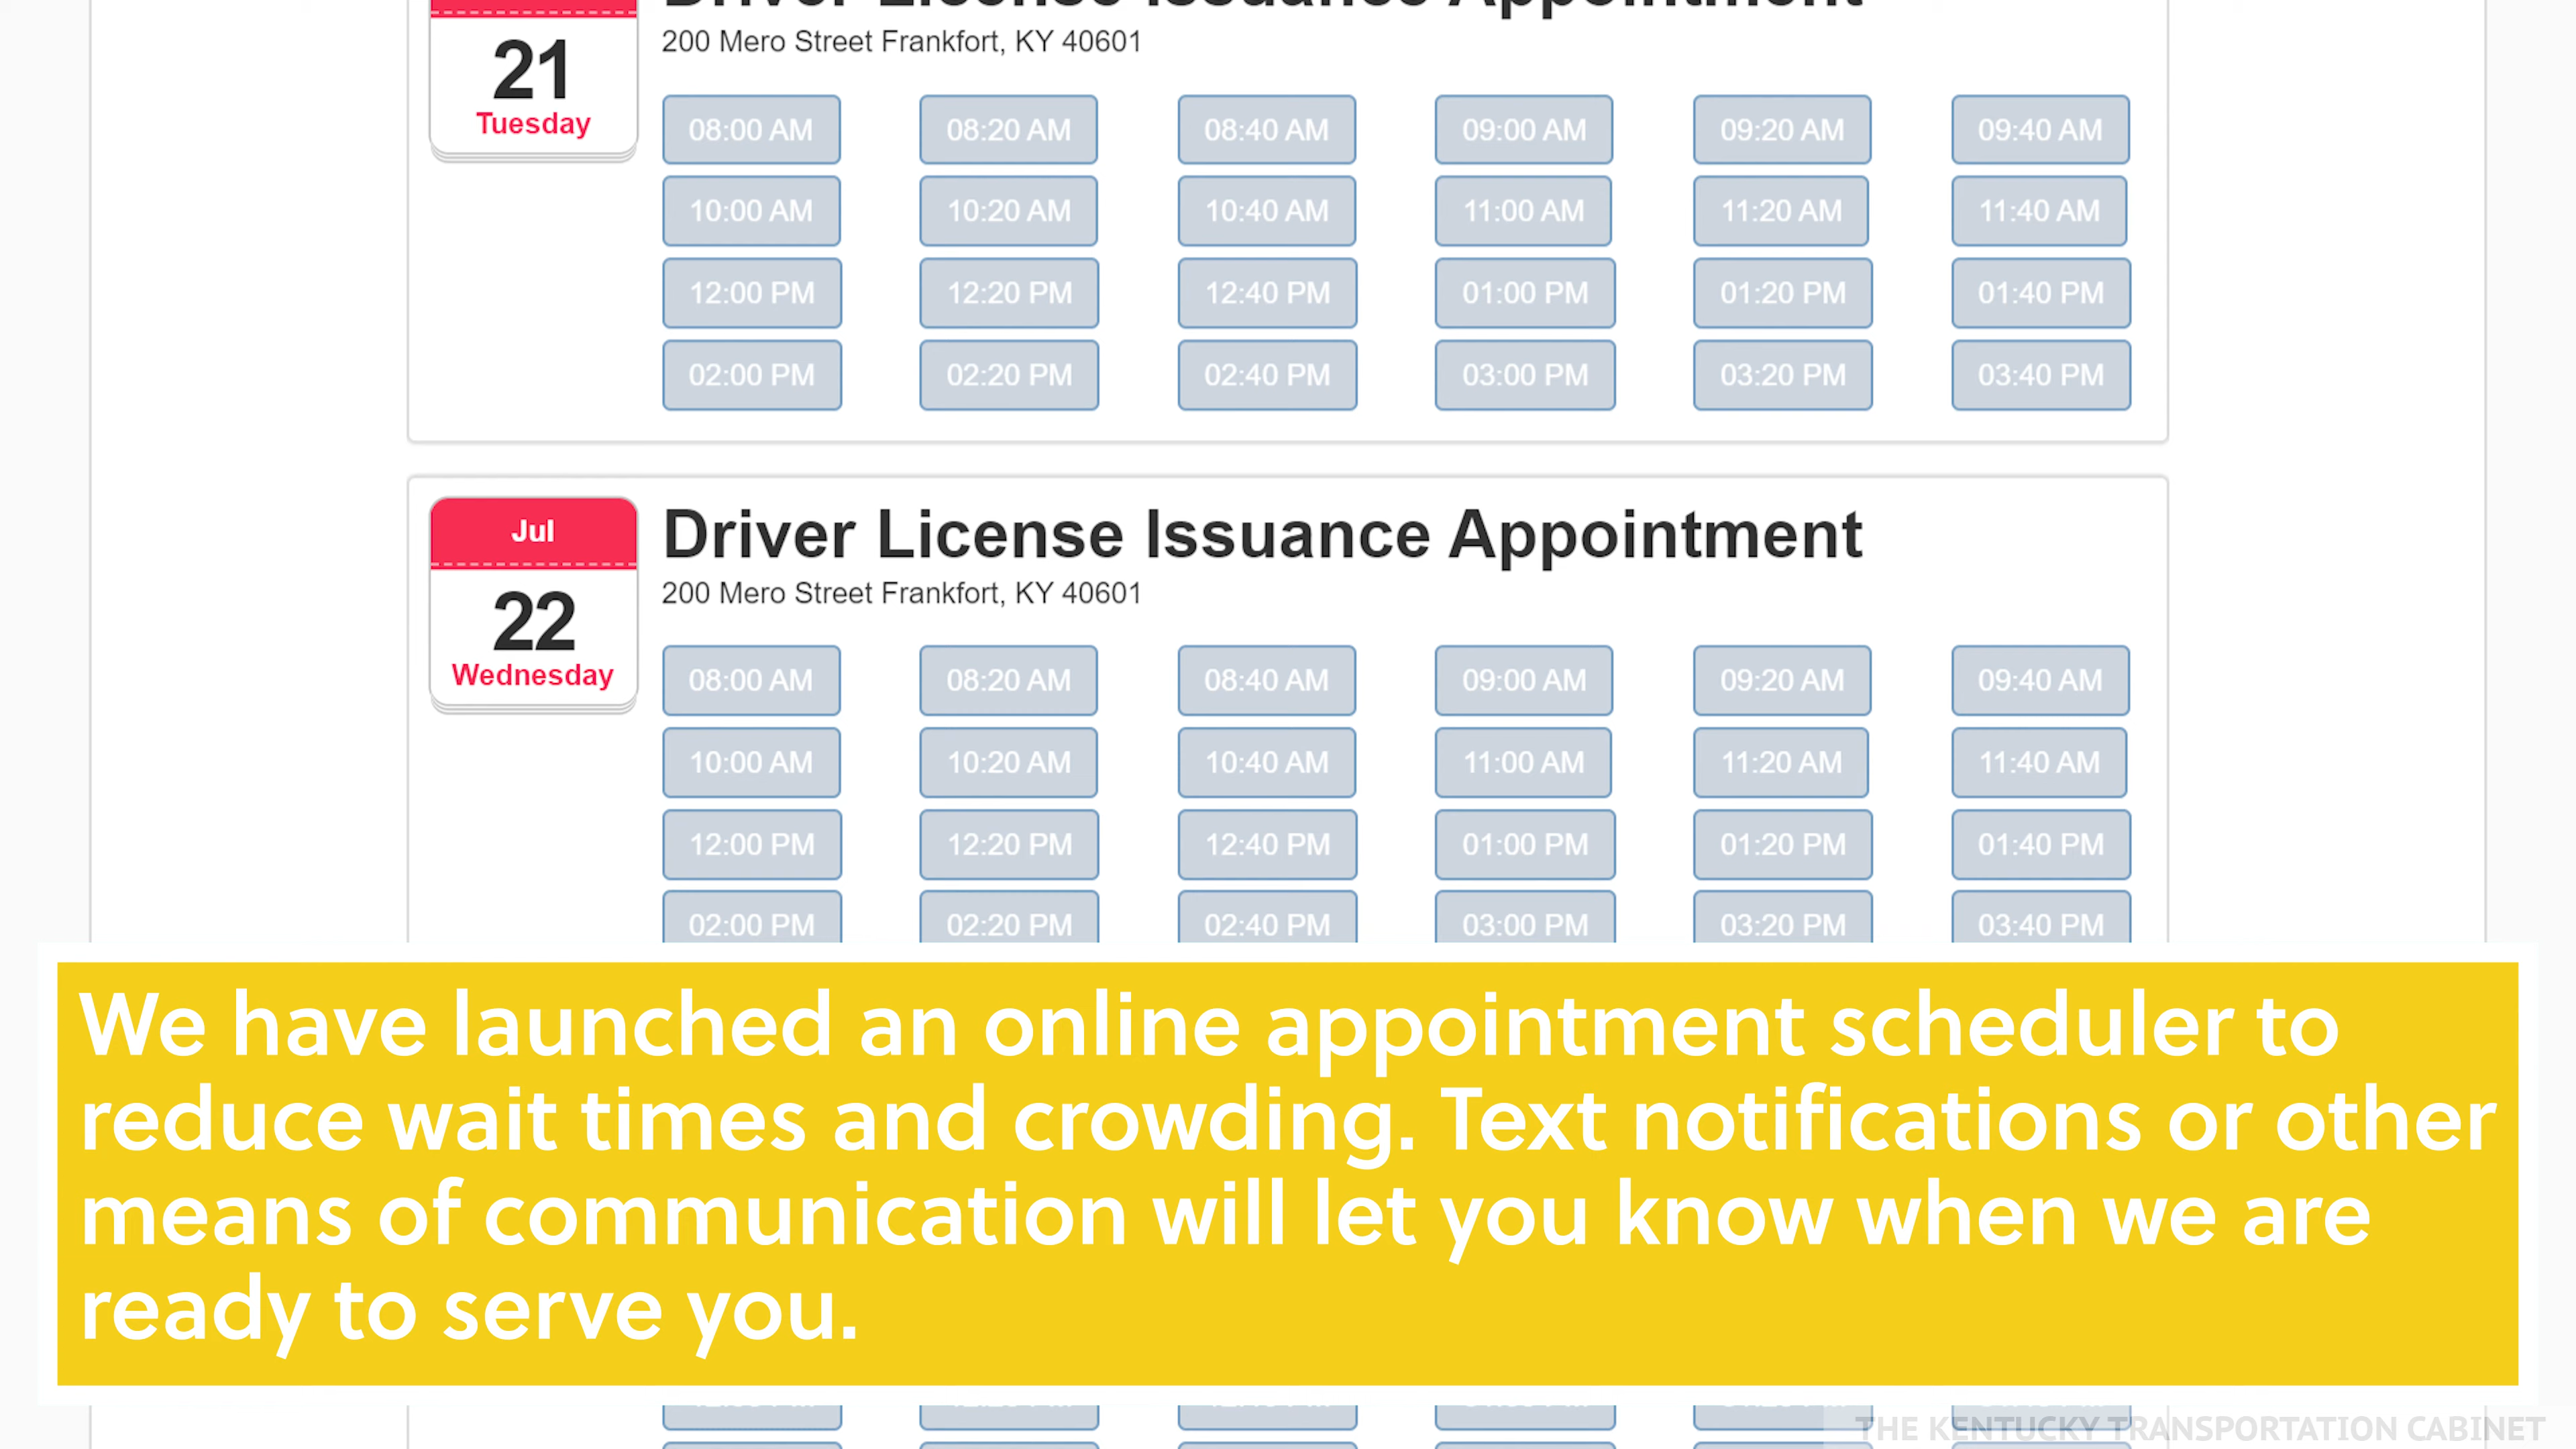 Driver License Issuance Appointment
200 Mero Street Frankfort, KY 40601
21
Tuesday
08:00 AM 08:20 AM 08:40 AM 09:00 AM 09:20 AM 09:40 AM
10:00 AM 10:20 AM 10:40 AM 11:00 AM 11:20 AM 11:40 AM
12:00 PM 12:20 PM 12:40 PM 01:00 PM 01:20 PM 01:40 PM
02:00 PM 02:20 PM 02:40 PM 03:00 PM 03:20 PM 03:40 PM
Jul
22
Wednesday
Driver License Issuance Appointment
200 Mero Street Frankfort, KY 40601
08:00 AM 08:20 AM 08:40 AM 09:00 AM 09:20 AM 09:40 AM
10:00 AM 10:20 AM 10:40 AM 11:00 AM 11:20 AM 11:40 AM
12:00 PM 12:20 PM 12:40 PM 01:00 PM 01:20 PM 01:40 PM
02:00 PM 02:20 PM 02:40 PM 03:00 PM 03:20 PM 03:40 PM
We have launched an online appointment scheduler to
reduce wait times and crowding. Text notifications or other
means of communication will let you know when we are
ready to serve you.
THE KENTUCKY TRANSPORTATION CABINET